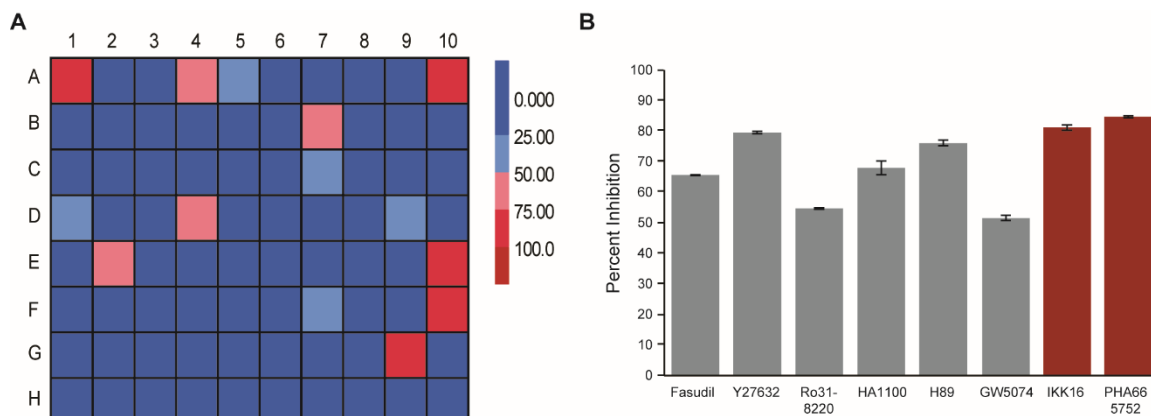 A
1 2 3 4 5 6 7 8 9 10
A
B
C
D
E
F
G
H
0.000
25.00
50.00
75.00
100.0
B
Percent Inhibition
100
90
80
70
60
50
40
30
20
10
0
Fasudil Y27632 Ro31- HA1100 H89 GW5074 IKK16 PHA66
8220 5752